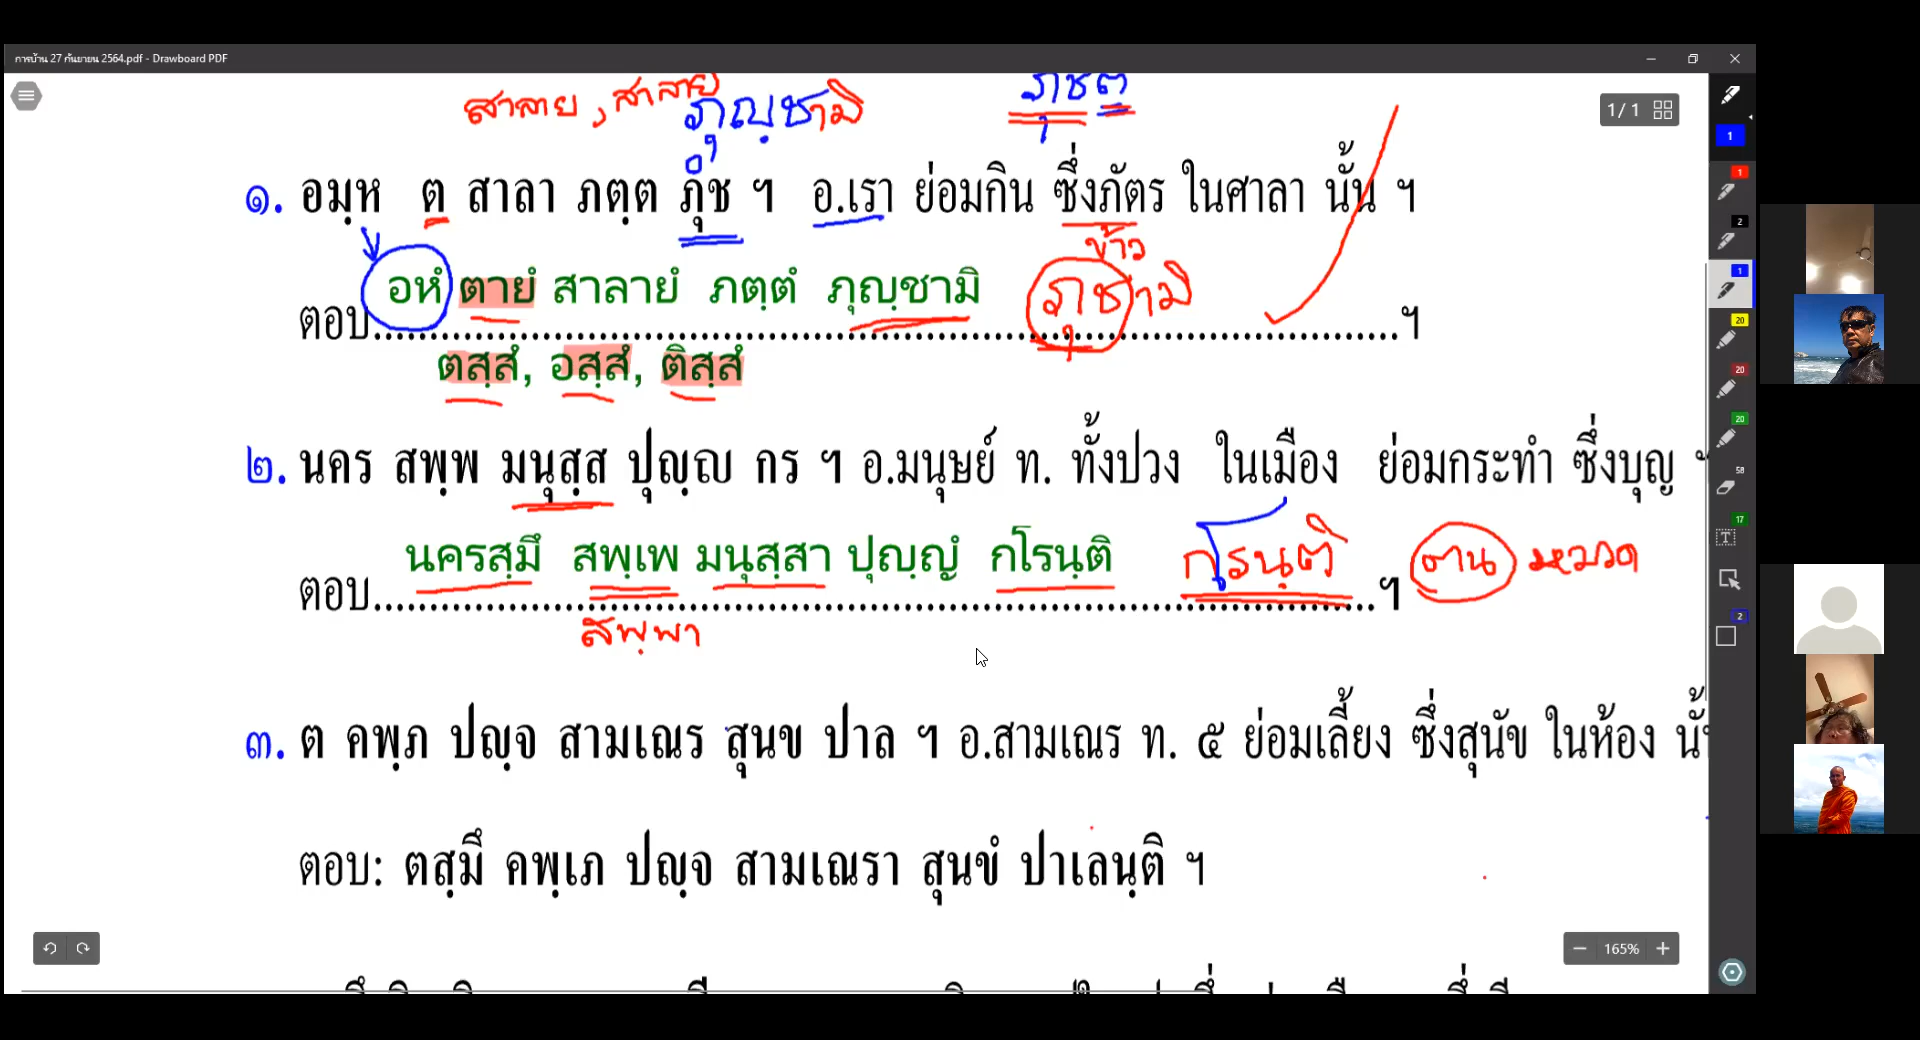 การบ้าน 27 กันยายน 2564.pdf - Drawboard PDF
สาลาย , สาลายํ
ภุญฺชามิ
1 / 1
๑. อมฺห ต สาลา ภตฺต ภุํช ฯ อ.เรา ย่อมกิน ซึ่งภัตร ในศาลา นั้น ฯ
ข้าว
อหํ ตายํ สาลายํ ภตฺตํ ภุญฺชามิ ภุชามิ
ตอบ ฯ
ตสฺสํ, อสฺสํ, ติสฺสํ
๒. นคร สพฺพ มนุสฺส ปุญฺญ กร ฯ อ.มนุษย์ ท. ทั้งปวง ในเมือง ย่อมกระทำ ซึ่งบุญ
นครสฺมึ สพฺเพ มนุสฺสา ปุญฺญํ กโรนฺติ กุรนฺติ ตน หมวด
ตอบ ฯ
สพฺพา
๓. ต คพฺภ ปญฺจ สามเณร สุนข ปาล ฯ อ.สามเณร ท. ๕ ย่อมเลี้ยง ซึ่งสุนัข ในห้อง
ตอบ: ตสฺมึ คพฺเภ ปญฺจ สามเณรา สุนขํ ปาเลนฺติ ฯ
165%